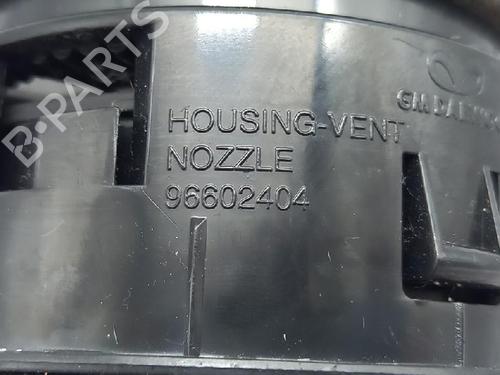 B-PARTS
GM DAEWOO
HOUSING-VENT
NOZZLE
96602404